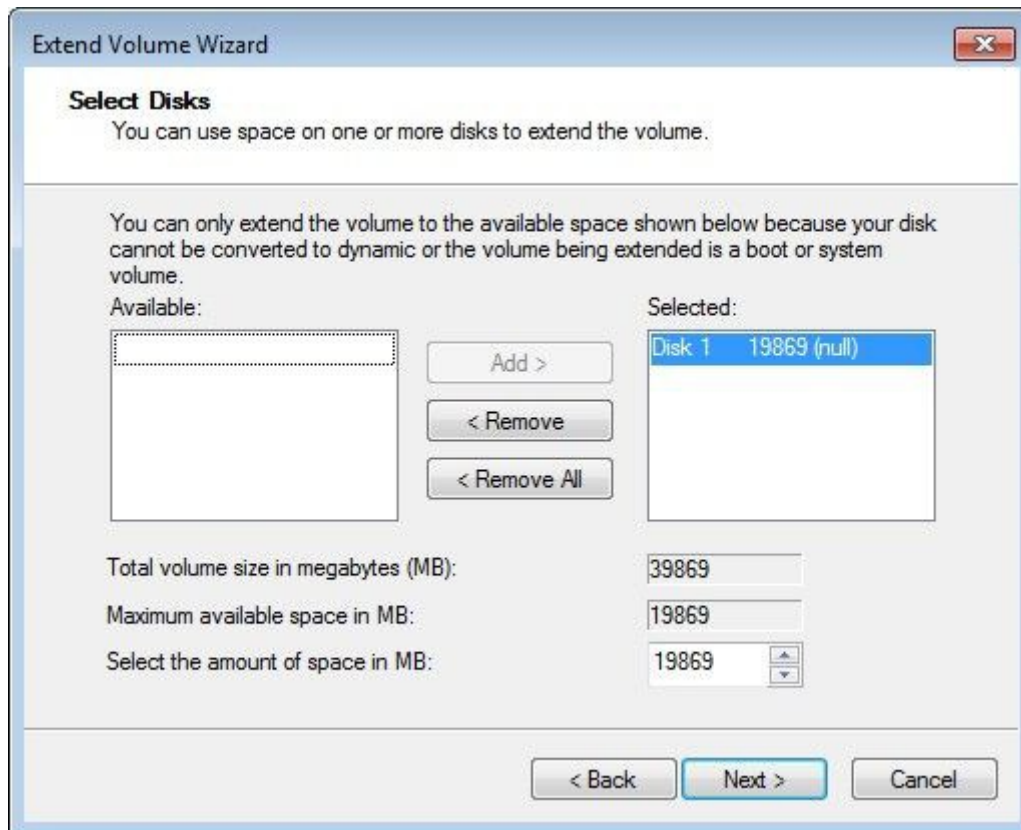 Extend Volume Wizard
Select Disks
You can use space on one or more disks to extend the volume.
You can only extend the volume to the available space shown below because your disk
cannot be converted to dynamic or the volume being extended is a boot or system
volume.
Available:
Selected:
Disk 1 19869 (null)
Add >
< Remove
< Remove All
Total volume size in megabytes (MB): 39869
Maximum available space in MB: 19869
Select the amount of space in MB: 19869
< Back Next > Cancel